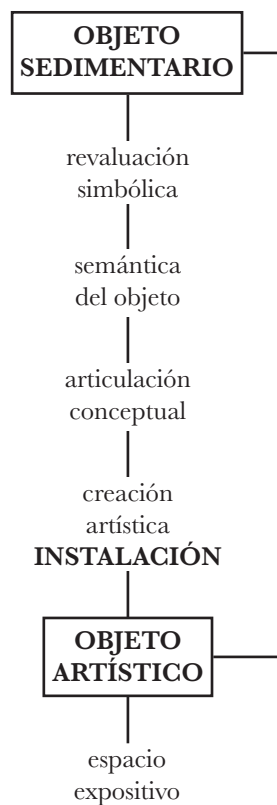 OBJETO
SEDIMENTARIO
revaluación
simbólica
semántica
del objeto
articulación
conceptual
creación
artística
INSTALACIÓN
OBJETO
ARTÍSTICO
espacio
expositivo